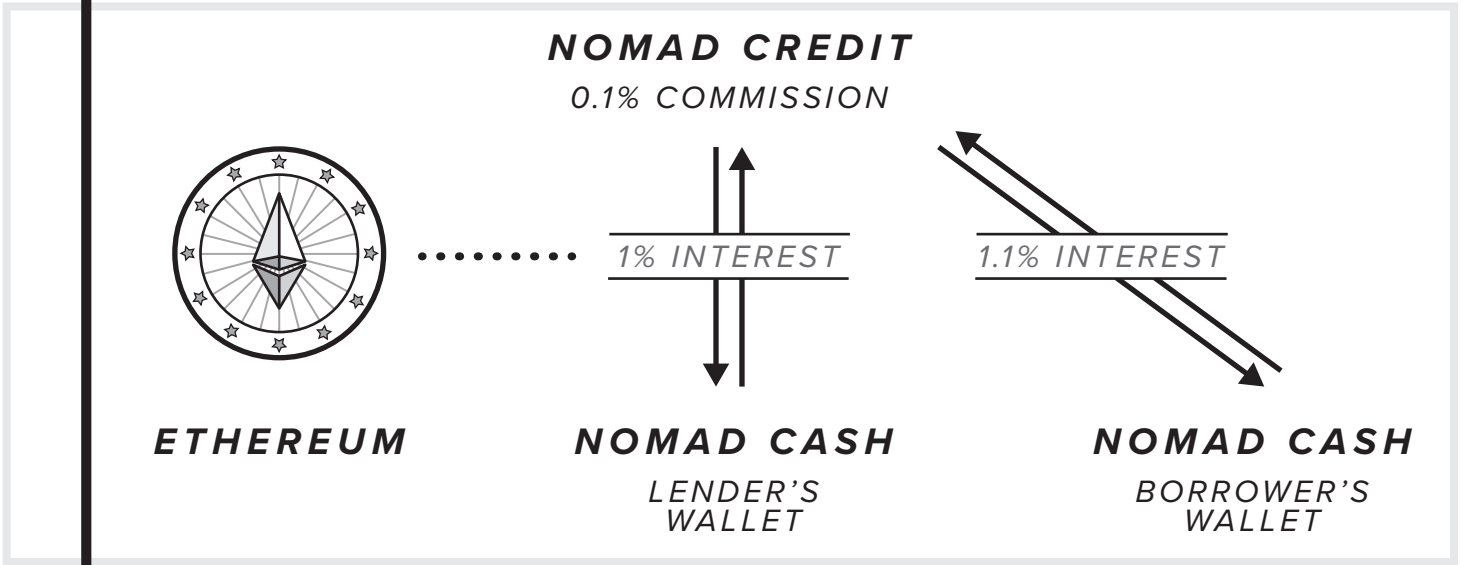 NOMAD CREDIT
0.1% COMMISSION
1% INTEREST
1.1% INTEREST
ETHEREUM
NOMAD CASH
LENDER’S
WALLET
NOMAD CASH
BORROWER’S
WALLET